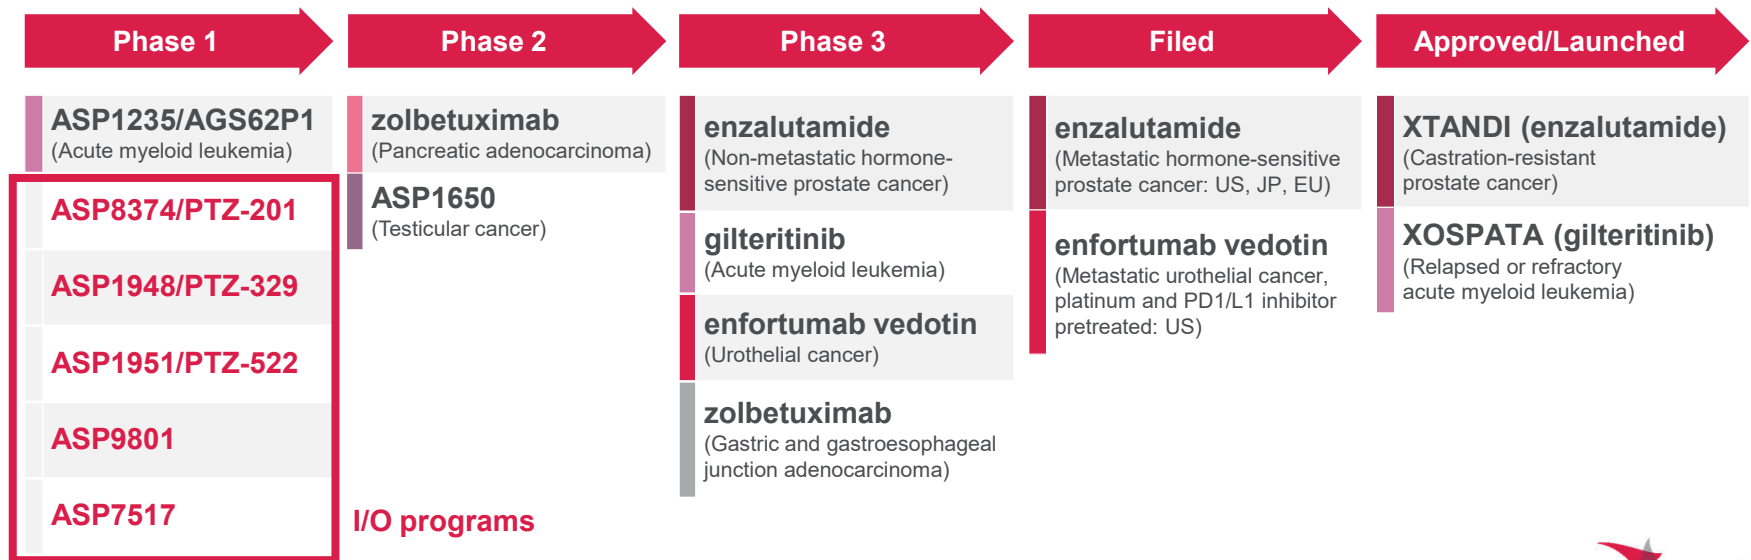 Phase 1
Phase 2
Phase 3
Filed
Approved/Launched
ASP1235/AGS62P1
(Acute myeloid leukemia)
ASP8374/PTZ-201
ASP1948/PTZ-329
ASP1951/PTZ-522
ASP9801
ASP7517
I/O programs
zolbetuximab
(Pancreatic adenocarcinoma)
ASP1650
(Testicular cancer)
enzalutamide
(Non-metastatic hormone-
sensitive prostate cancer)
gilteritinib
(Acute myeloid leukemia)
enfortumab vedotin
(Urothelial cancer)
zolbetuximab
(Gastric and gastroesophageal
junction adenocarcinoma)
enzalutamide
(Metastatic hormone-sensitive
prostate cancer: US, JP, EU)
enfortumab vedotin
(Metastatic urothelial cancer,
platinum and PD1/L1 inhibitor
pretreated: US)
XTANDI (enzalutamide)
(Castration-resistant
prostate cancer)
XOSPATA (gilteritinib)
(Relapsed or refractory
acute myeloid leukemia)